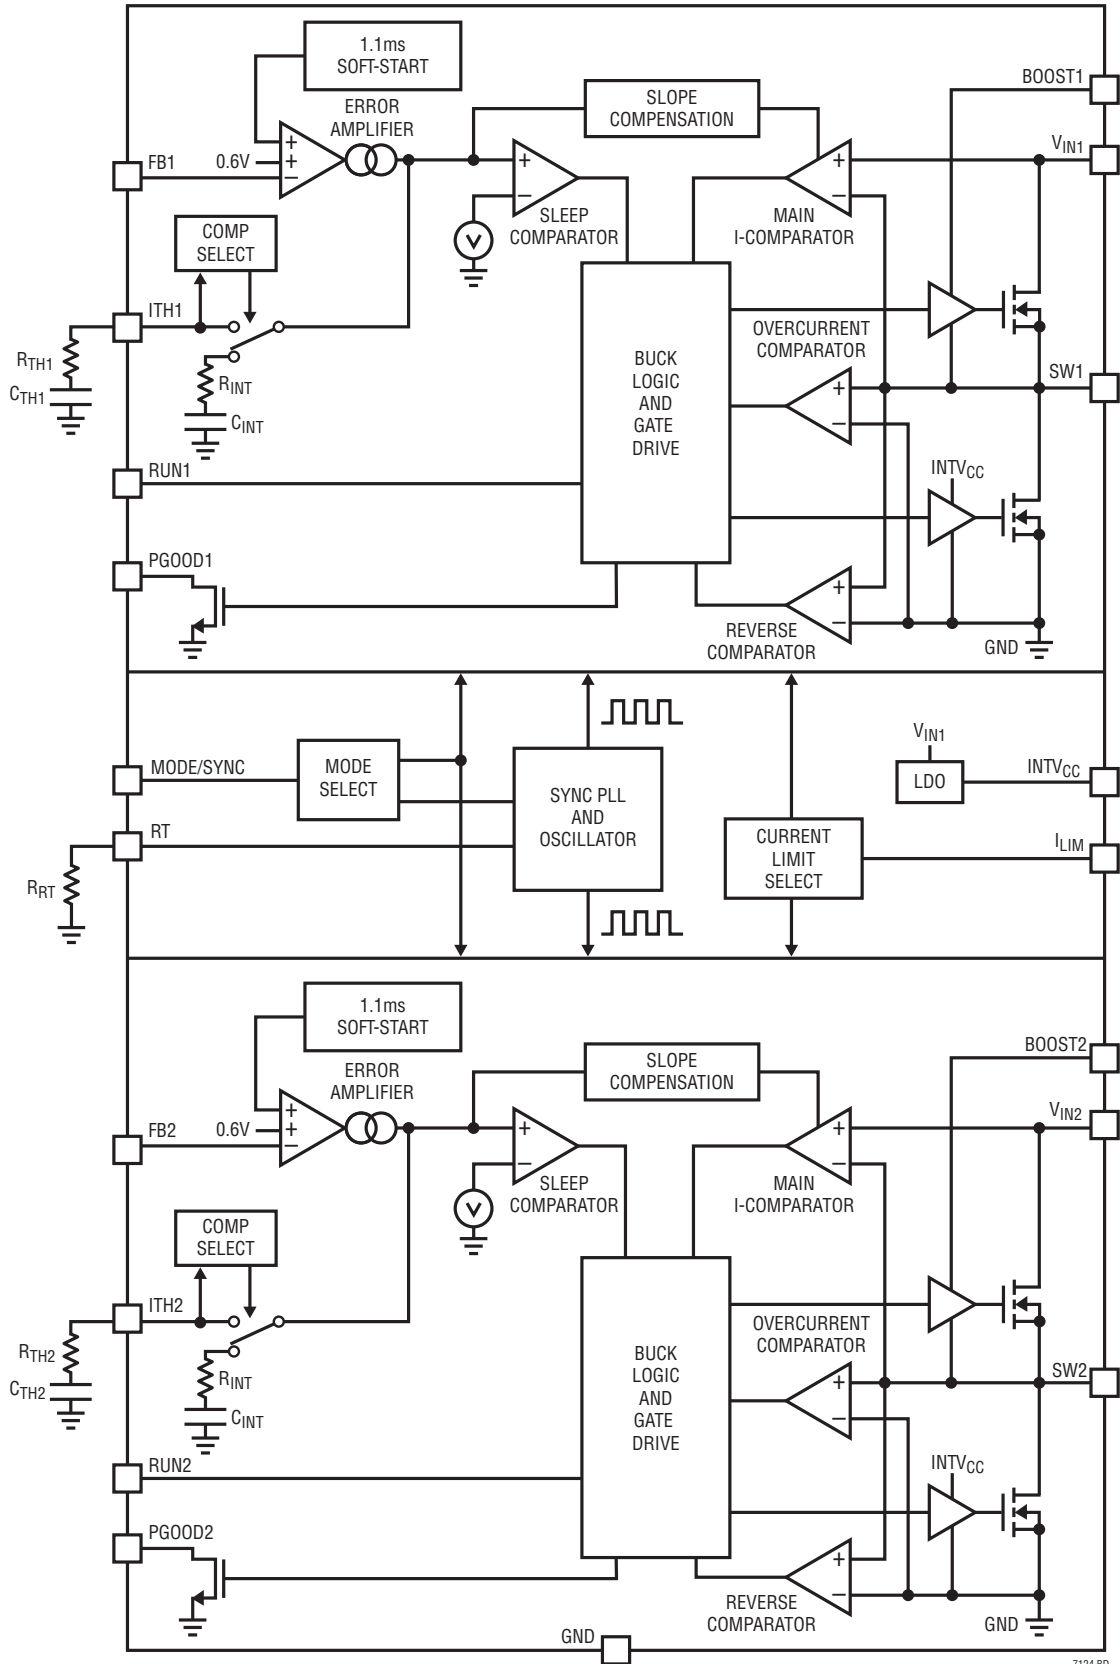 1.1ms
SOFT-START
BOOST1
SLOPE
COMPENSATION
ERROR
AMPLIFIER
VIN1
FB1
0.6V
+
+
−
+
−
+
−
SLEEP
COMPARATOR
MAIN
I-COMPARATOR
COMP
SELECT
V
ITH1
RTH1
CTH1
RINT
CINT
BUCK
LOGIC
AND
GATE
DRIVE
OVERCURRENT
COMPARATOR
+
−
SW1
INTVCC
RUN1
PGOOD1
+
−
REVERSE
COMPARATOR
GND
MODE/SYNC
MODE
SELECT
SYNC PLL
AND
OSCILLATOR
VIN1
LDO
INTVCC
RT
RRT
CURRENT
LIMIT
SELECT
ILIM
1.1ms
SOFT-START
BOOST2
SLOPE
COMPENSATION
ERROR
AMPLIFIER
VIN2
FB2
0.6V
+
+
−
+
−
+
−
SLEEP
COMPARATOR
MAIN
I-COMPARATOR
COMP
SELECT
V
ITH2
RTH2
CTH2
RINT
CINT
BUCK
LOGIC
AND
GATE
DRIVE
OVERCURRENT
COMPARATOR
+
−
SW2
INTVCC
RUN2
PGOOD2
+
−
REVERSE
COMPARATOR
GND
GND
7124 BD